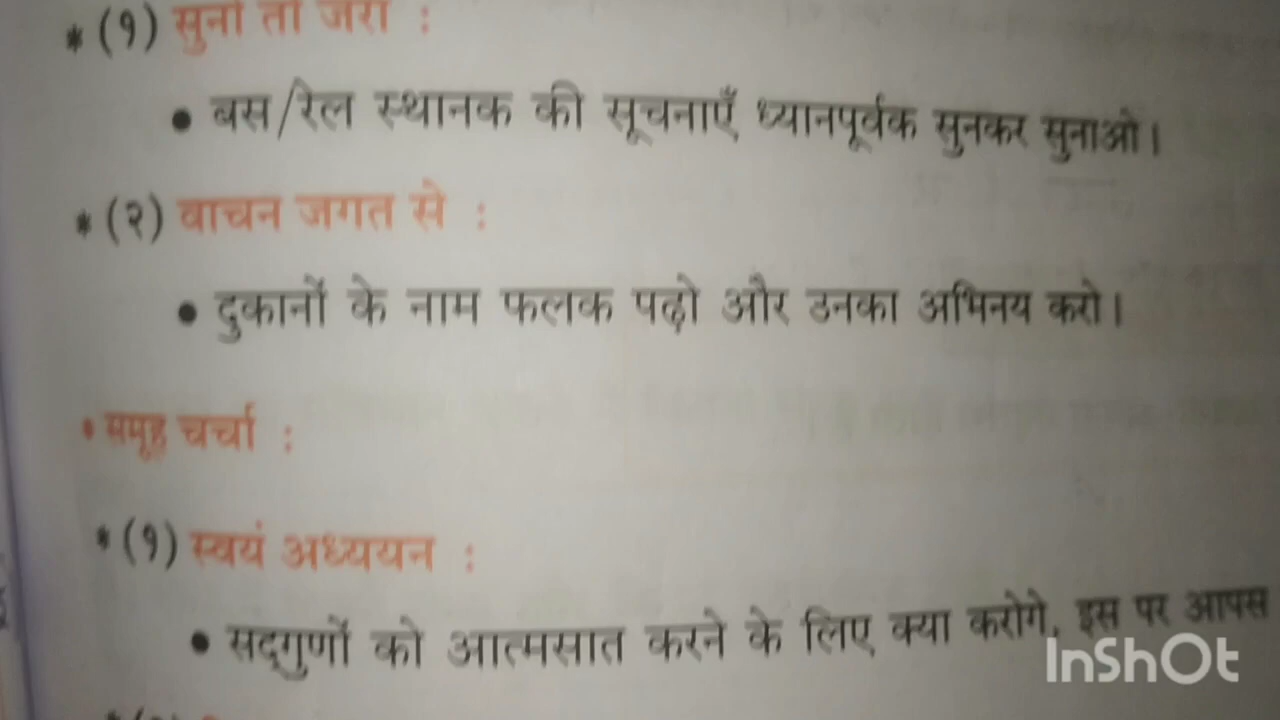 * (१) सुनो तो जरा :
• बस/रेल स्थानक की सूचनाएँ ध्यानपूर्वक सुनकर सुनाओ।
* (२) वाचन जगत से :
• दुकानों के नाम फलक पढ़ो और उनका अभिनय करो।
• समूह चर्चा :
* (१) स्वयं अध्ययन :
• सद्गुणों को आत्मसात करने के लिए क्या करोगे, इस पर आपस
InShOt